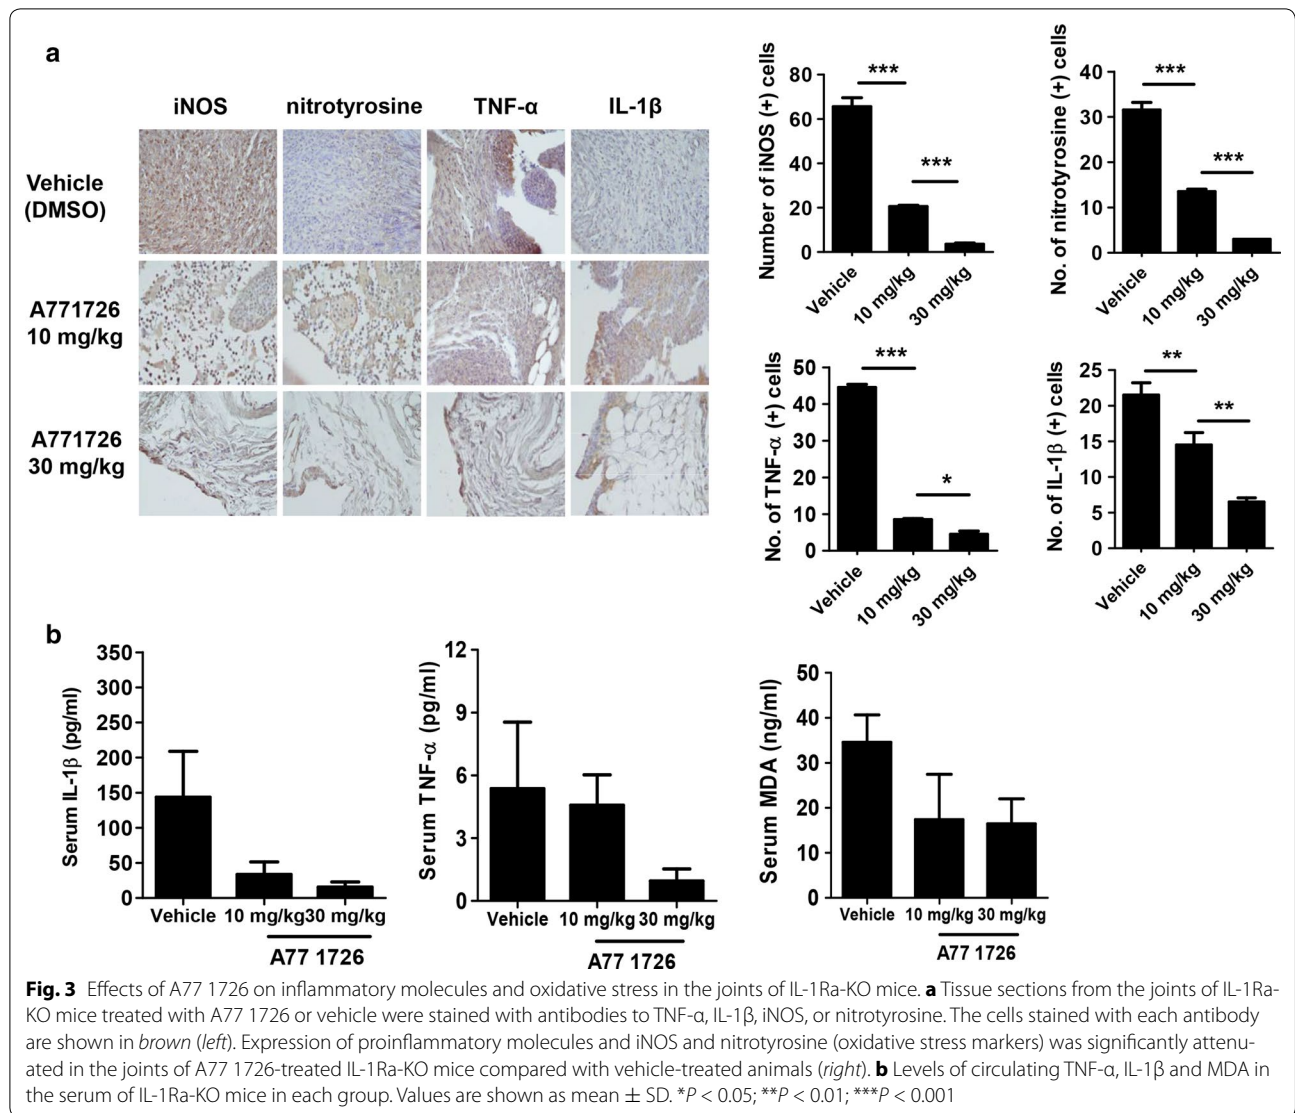 a
iNOS nitrotyrosine TNF-α IL-1β
Vehicle
(DMSO)
A771726
10 mg/kg
A771726
30 mg/kg
Number of iNOS (+) cells
80
60
40
20
0
***
***
Vehicle
10 mg/kg
30 mg/kg
No. of nitrotyrosine (+) cells
40
30
20
10
0
***
***
Vehicle
10 mg/kg
30 mg/kg
No. of TNF-α (+) cells
50
40
30
20
10
0
***
*
Vehicle
10 mg/kg
30 mg/kg
No. of IL-1β (+) cells
25
20
15
10
5
0
**
**
Vehicle
10 mg/kg
30 mg/kg
b
Serum IL-1β (pg/ml)
350
300
250
200
150
100
50
0
Vehicle 10 mg/kg 30 mg/kg
A77 1726
Serum TNF-α (pg/ml)
12
9
6
3
0
Vehicle 10 mg/kg 30 mg/kg
A77 1726
Serum MDA (ng/ml)
50
40
30
20
10
0
Vehicle 10 mg/kg 30 mg/kg
A77 1726
Fig. 3 Effects of A77 1726 on inflammatory molecules and oxidative stress in the joints of IL-1Ra-KO mice. a Tissue sections from the joints of IL-1Ra-
KO mice treated with A77 1726 or vehicle were stained with antibodies to TNF-α, IL-1β, iNOS, or nitrotyrosine. The cells stained with each antibody
are shown in brown (left). Expression of proinflammatory molecules and iNOS and nitrotyrosine (oxidative stress markers) was significantly attenu-
ated in the joints of A77 1726-treated IL-1Ra-KO mice compared with vehicle-treated animals (right). b Levels of circulating TNF-α, IL-1β and MDA in
the serum of IL-1Ra-KO mice in each group. Values are shown as mean ± SD. *P < 0.05; **P < 0.01; ***P < 0.001